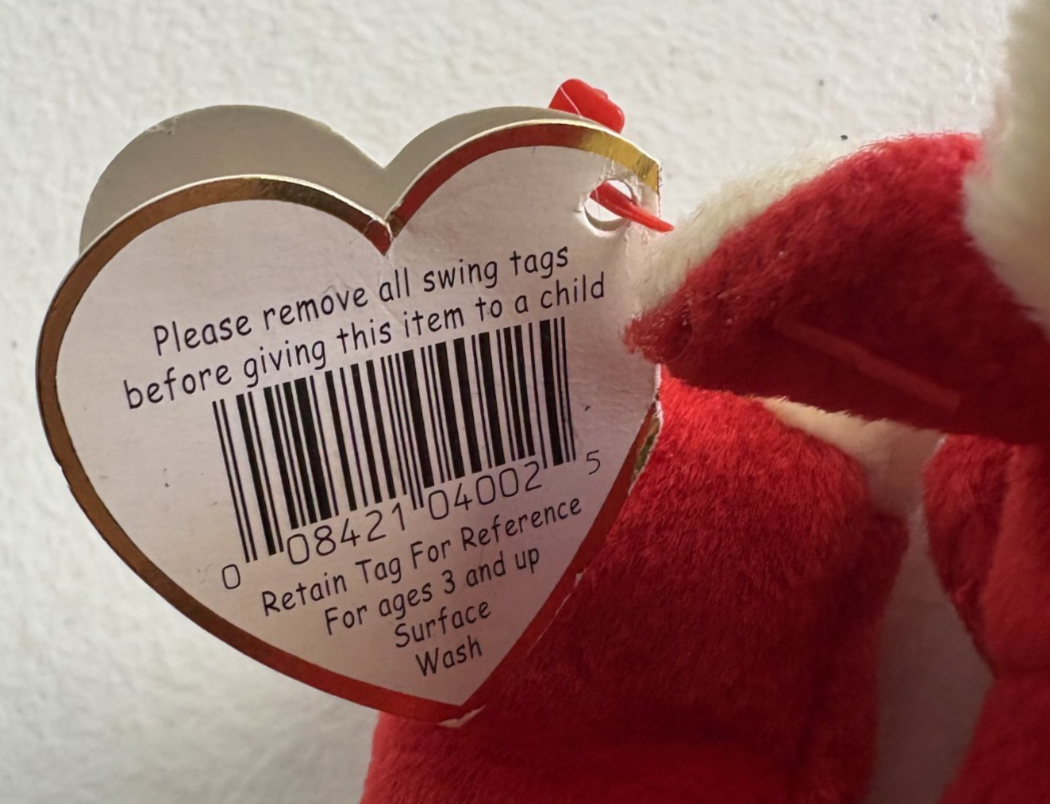 Please remove all swing tags
before giving this item to a child
0 08421 04002 5
Retain Tag For Reference
For ages 3 and up
Surface
Wash